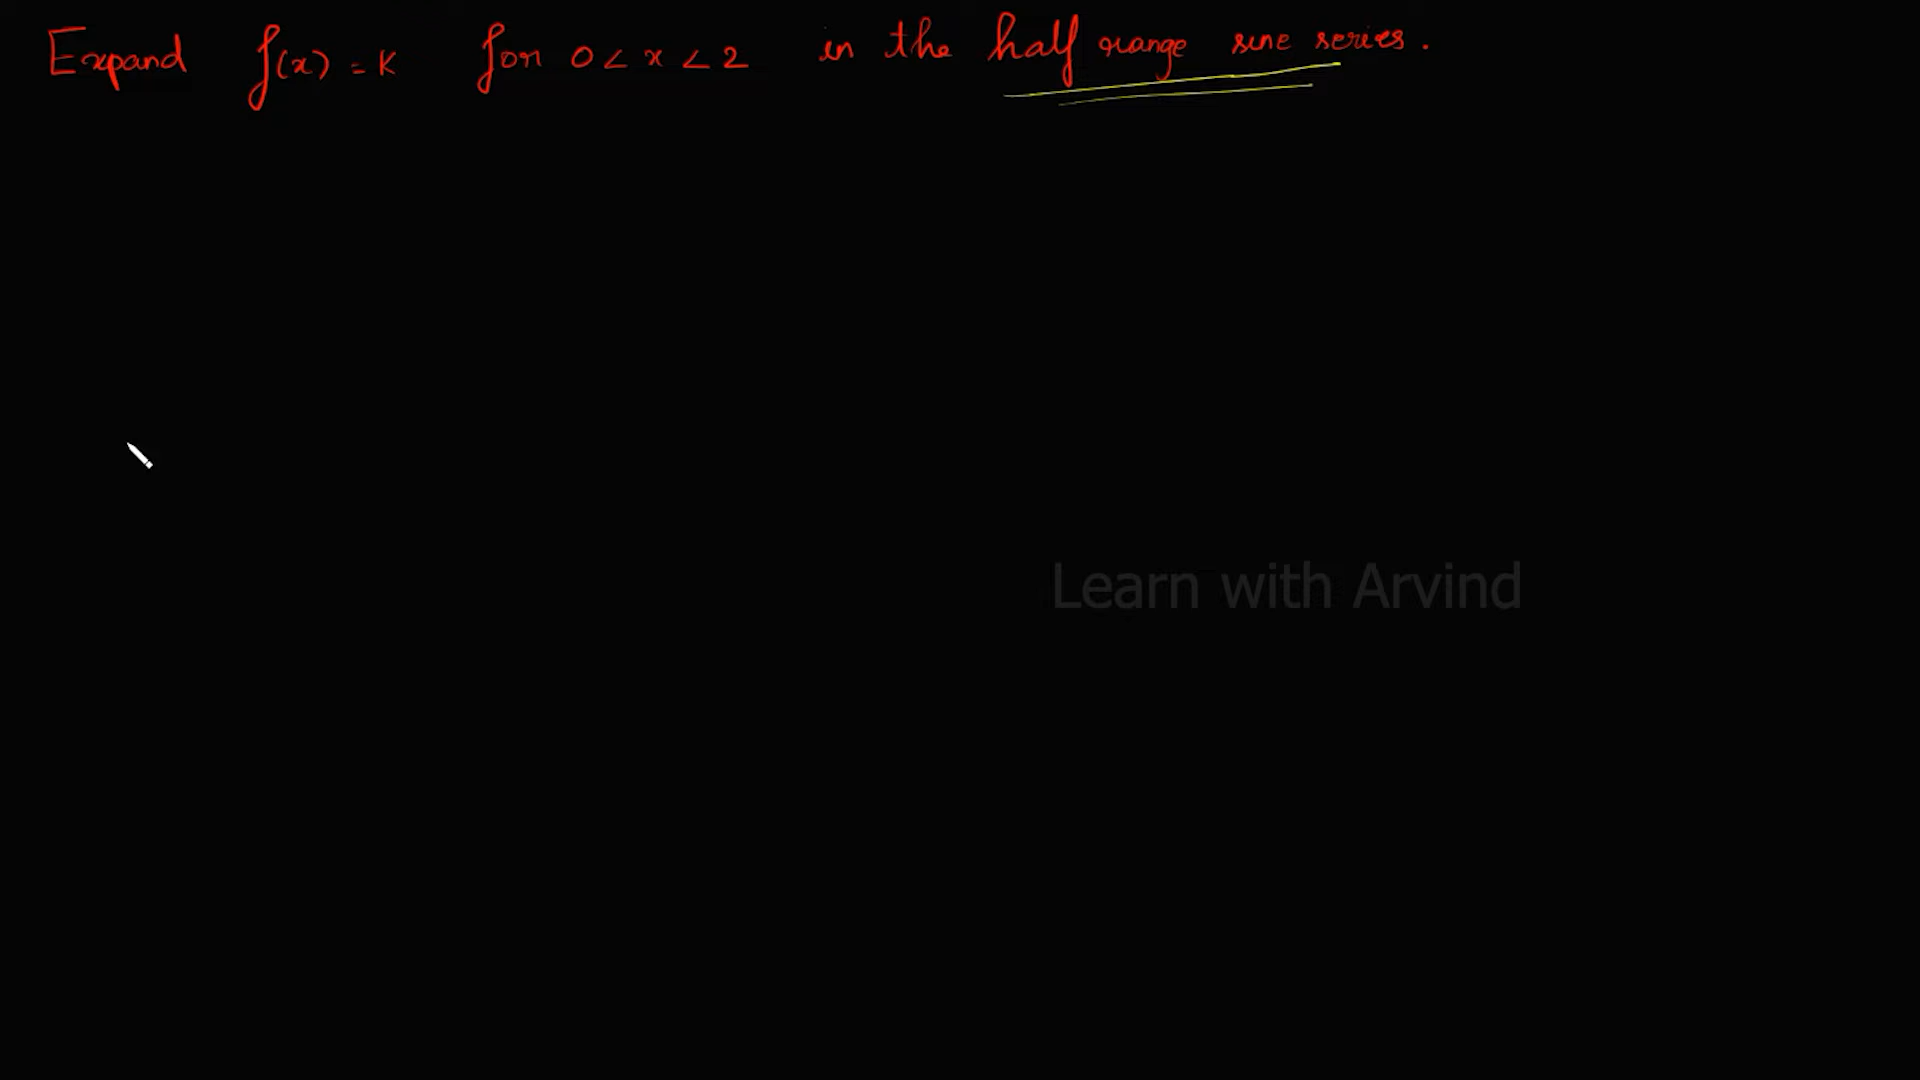 Expand f(x) = K for 0 < x < 2 in the half range sine series.
Learn with Arvind